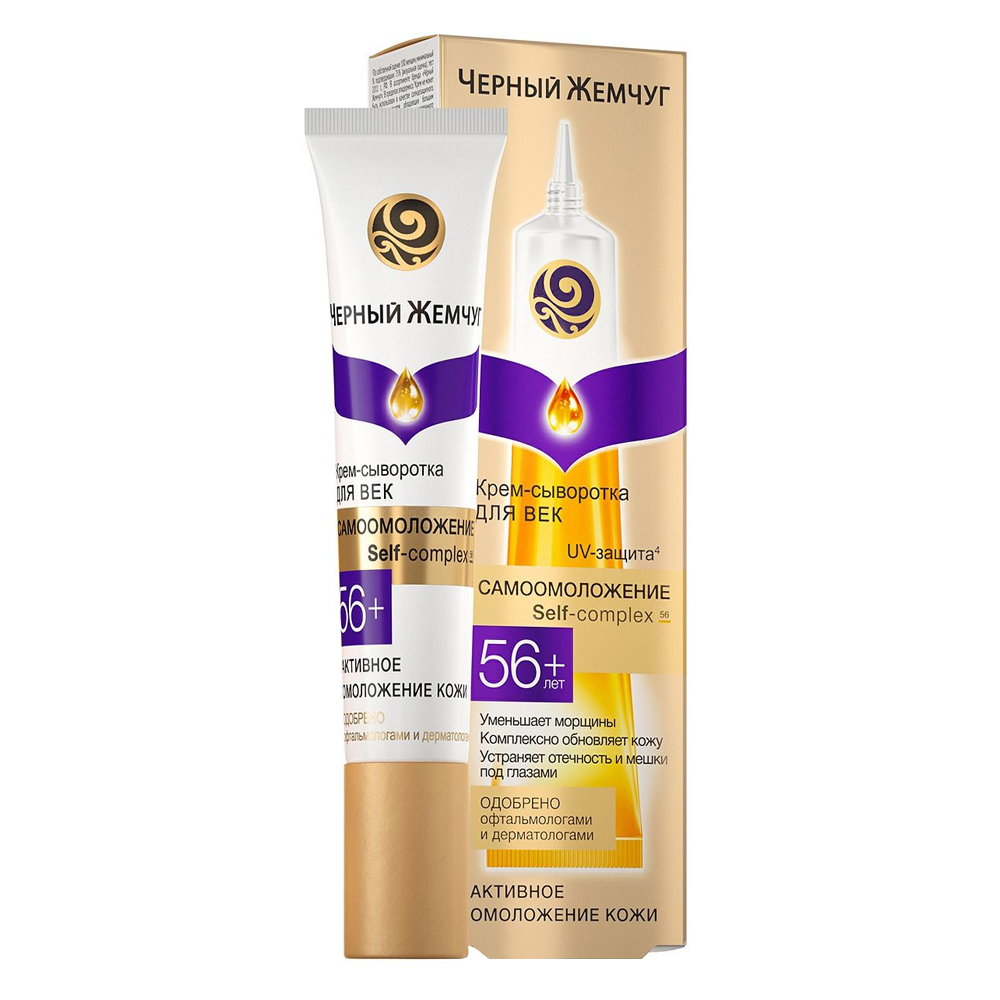 ЧЕРНЫЙ ЖЕМЧУГ
Крем-сыворотка
ДЛЯ ВЕК
САМООМОЛОЖЕНИЕ
Self-complex 56
56+
АКТИВНОЕ
ОМОЛОЖЕНИЕ КОЖИ
ОДОБРЕНО
офтальмологами и дерматологами
ЧЕРНЫЙ ЖЕМЧУГ
Крем-сыворотка
ДЛЯ ВЕК
UV-защита⁴
САМООМОЛОЖЕНИЕ
Self-complex 56
56+
лет
Уменьшает морщины
Комплексно обновляет кожу
Устраняет отечность и мешки
под глазами
ОДОБРЕНО
офтальмологами
и дерматологами
АКТИВНОЕ
ОМОЛОЖЕНИЕ КОЖИ